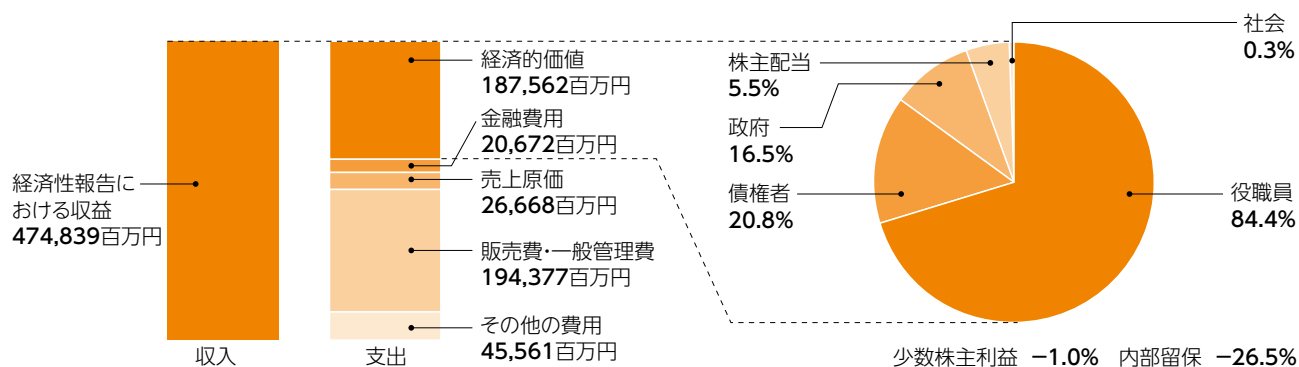 経済性報告に
おける収益
474,839百万円
収入
経済的価値
187,562百万円
金融費用
20,672百万円
売上原価
26,668百万円
販売費・一般管理費
194,377百万円
その他の費用
45,561百万円
支出
社会
0.3%
株主配当
5.5%
政府
16.5%
債権者
20.8%
役職員
84.4%
少数株主利益 −1.0% 内部留保 −26.5%